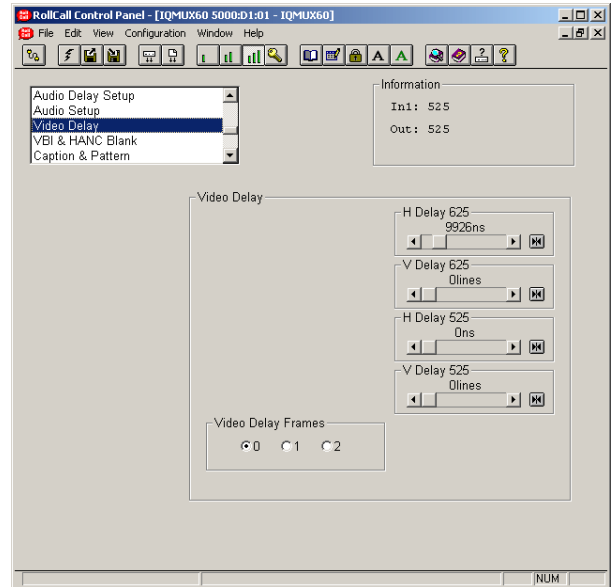 RollCall Control Panel - [IQMUX60 5000:D1:01 - IQMUX60]
File Edit View Configuration Window Help
Audio Delay Setup
Audio Setup
Video Delay
VBI & HANC Blank
Caption & Pattern
Information
In1: 525
Out: 525
Video Delay
H Delay 625
9926ns
V Delay 625
0lines
H Delay 525
0ns
V Delay 525
0lines
Video Delay Frames
0 1 2
NUM